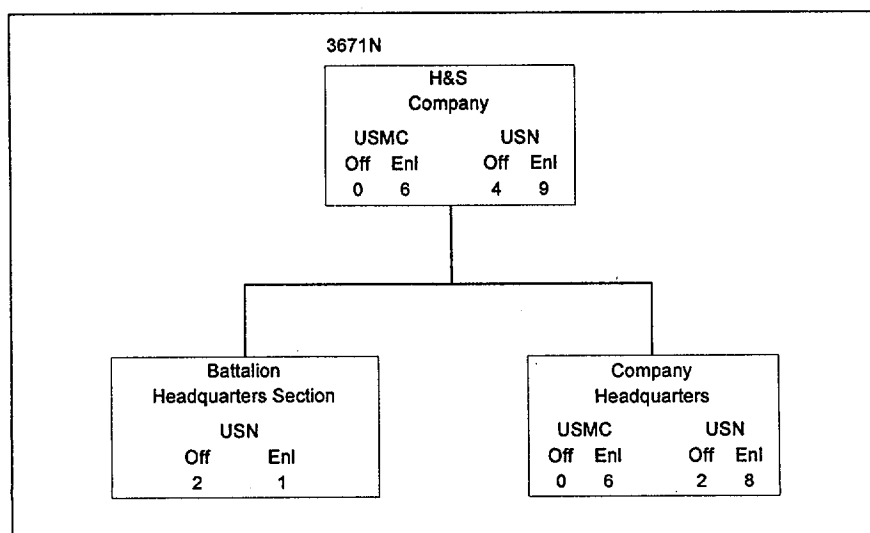 3671N
H&S
Company
USMC USN
Off Enl Off Enl
0 6 4 9
Battalion
Headquarters Section
USN
Off Enl
2 1
Company
Headquarters
USMC USN
Off Enl Off Enl
0 6 2 8